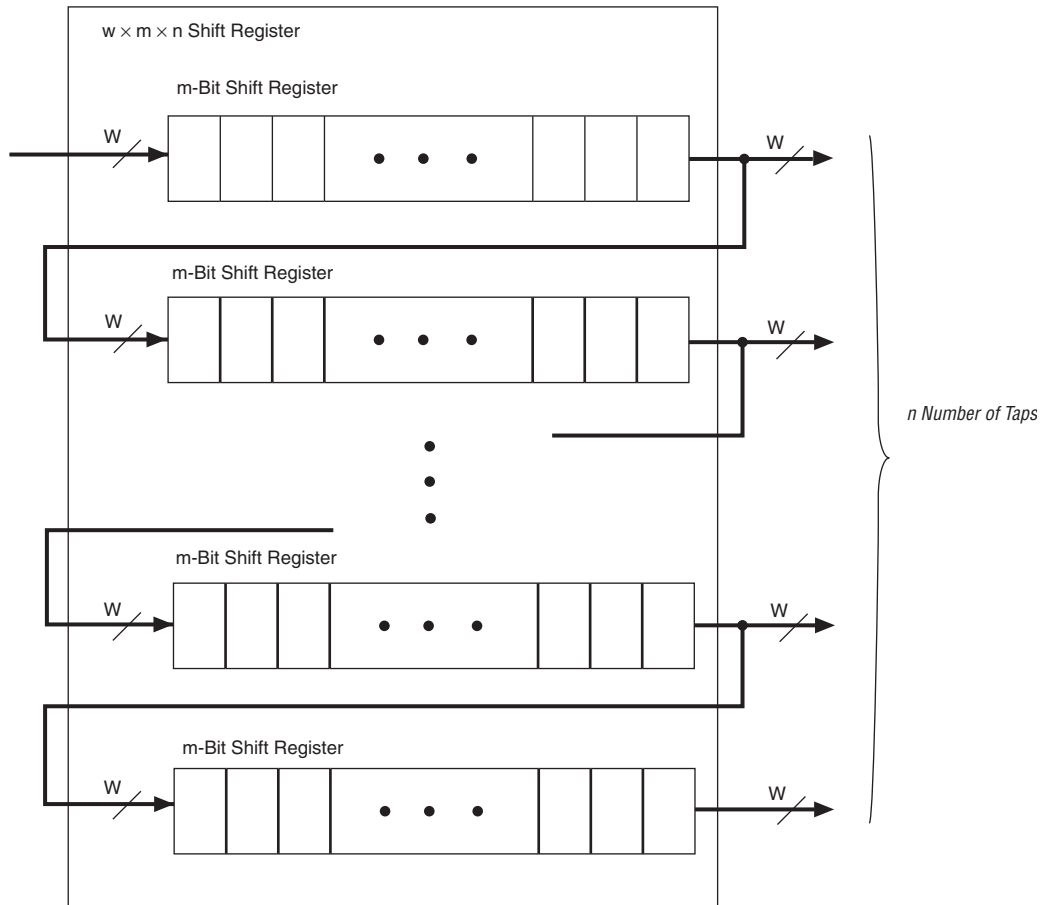 w × m × n Shift Register
m-Bit Shift Register
W
W
m-Bit Shift Register
W
W
n Number of Taps
m-Bit Shift Register
W
W
m-Bit Shift Register
W
W